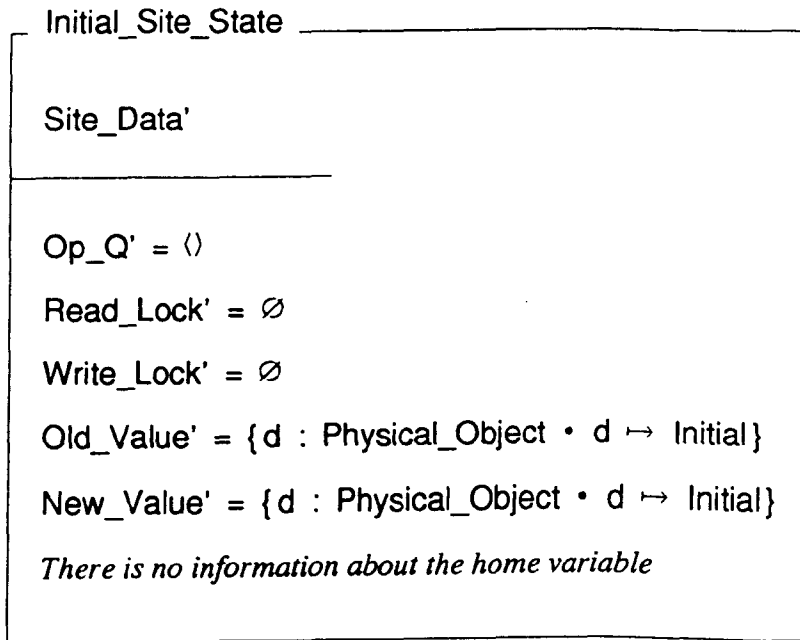 Initial_Site_State
Site_Data'
Op_Q' = ⟨⟩
Read_Lock' = ∅
Write_Lock' = ∅
Old_Value' = {d : Physical_Object • d ↦ Initial}
New_Value' = {d : Physical_Object • d ↦ Initial}
There is no information about the home variable